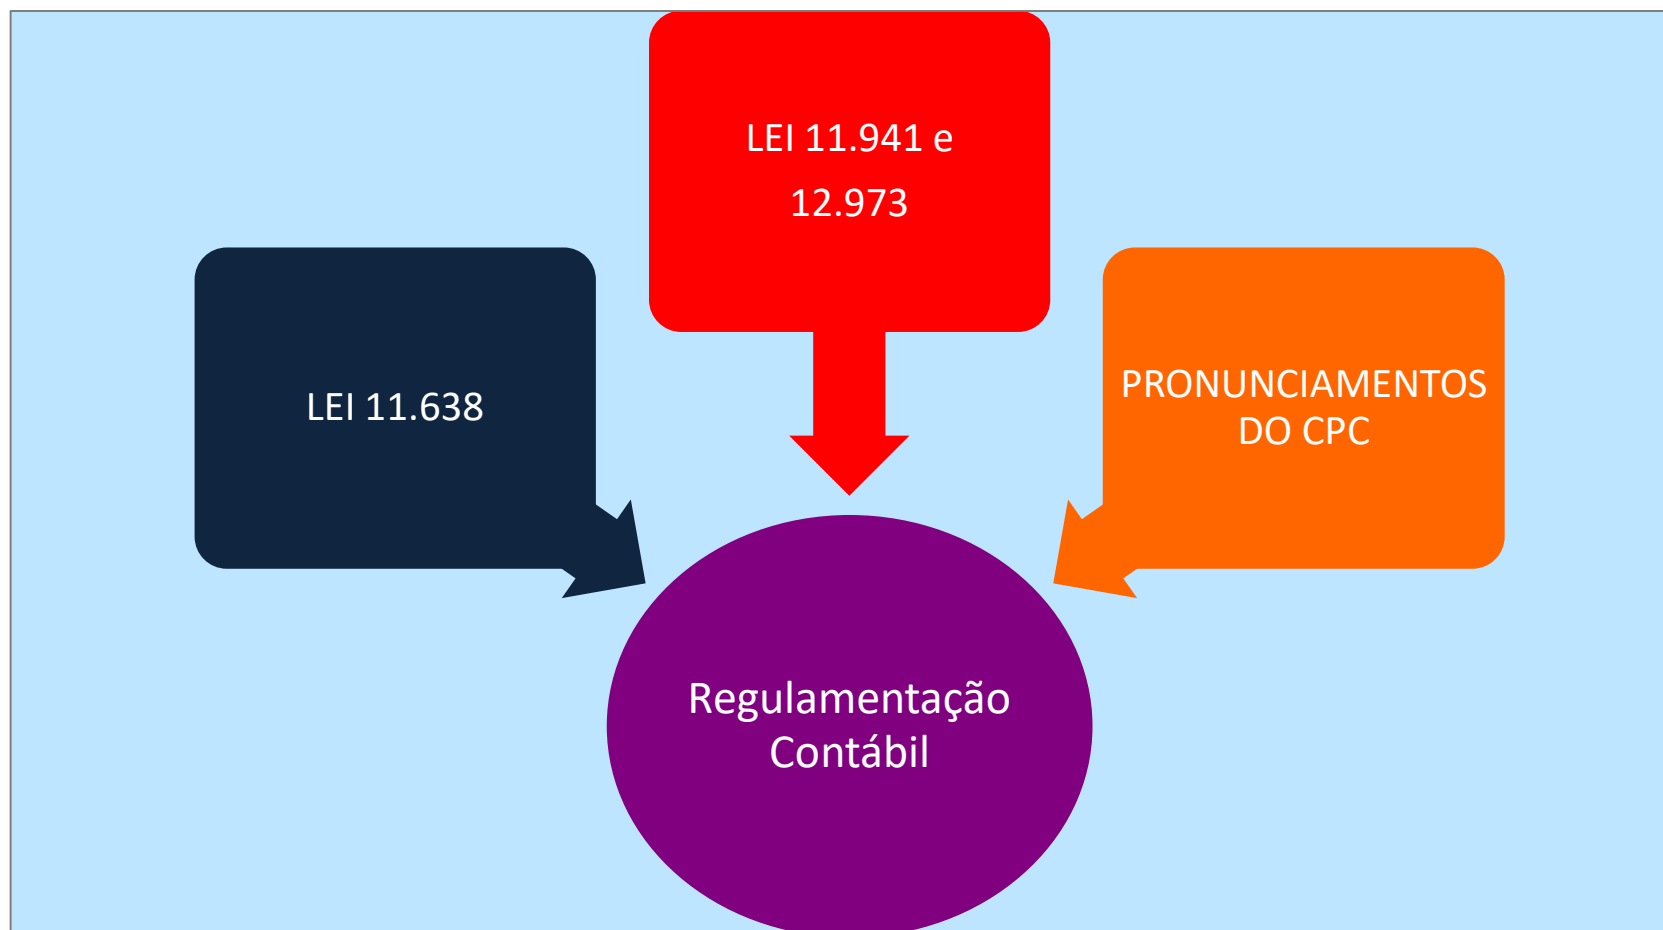 LEI 11.941 e
12.973
LEI 11.638
PRONUNCIAMENTOS
DO CPC
Regulamentação
Contábil